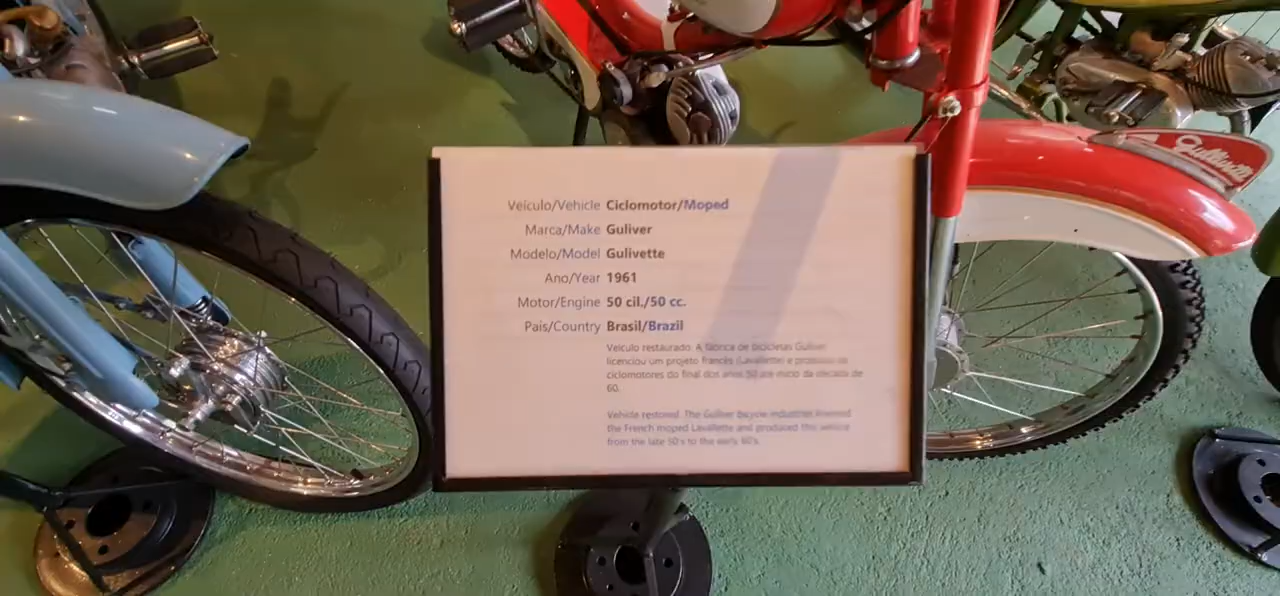 Veículo/Vehicle Ciclomotor/Moped
Marca/Make Guliver
Modelo/Model Gulivette
Ano/Year 1961
Motor/Engine 50 cil./50 cc.
País/Country Brasil/Brazil
Veículo restaurado. A fábrica de bicicletas Guliver
licenciou um projeto francês (Lavallette) e produziu os
ciclomotores do final dos anos 50 até início da década de
60.
Vehicle restored. The Guliver bicycle industries licensed
the French moped Lavallette and produced this vehicle
from the late 50's to the early 60's.
Gullivette